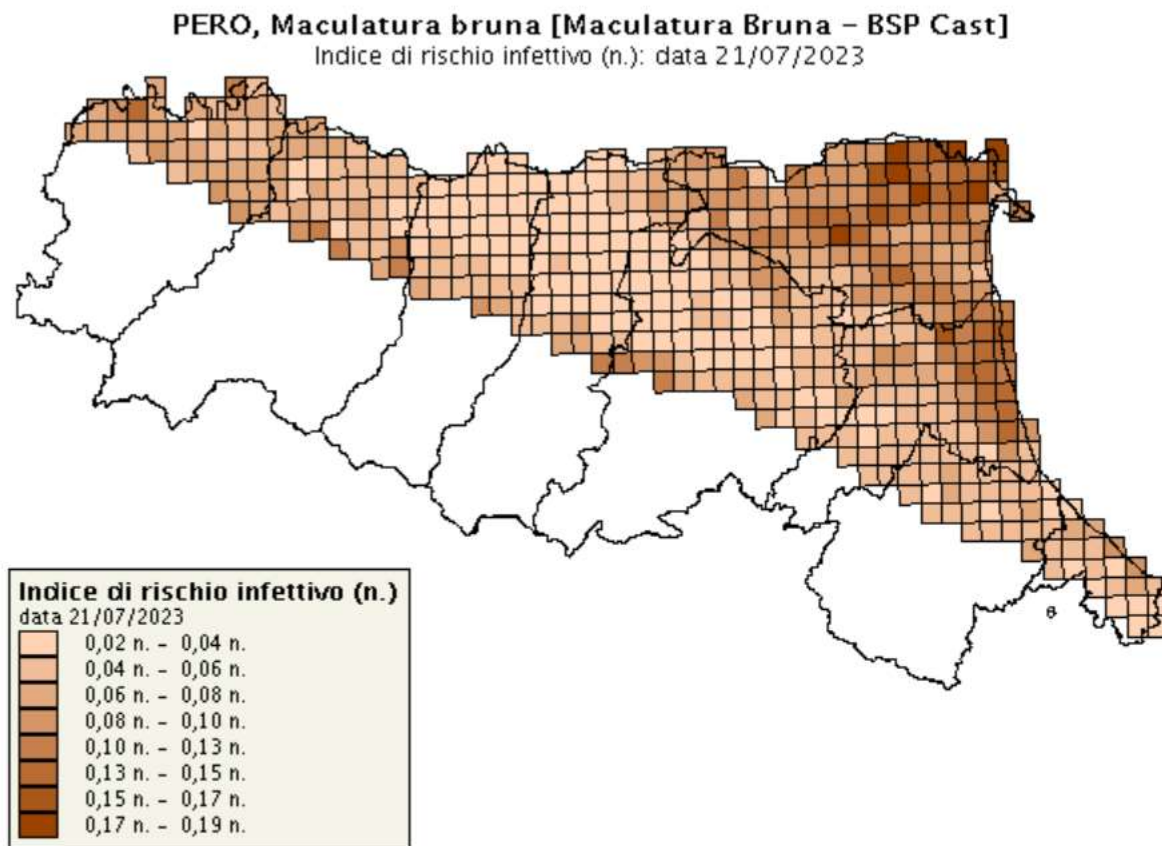 PERO, Maculatura bruna [Maculatura Bruna – BSP Cast]
Indice di rischio infettivo (n.): data 21/07/2023
Indice di rischio infettivo (n.)
data 21/07/2023
0,02 n. – 0,04 n.
0,04 n. – 0,06 n.
0,06 n. – 0,08 n.
0,08 n. – 0,10 n.
0,10 n. – 0,13 n.
0,13 n. – 0,15 n.
0,15 n. – 0,17 n.
0,17 n. – 0,19 n.